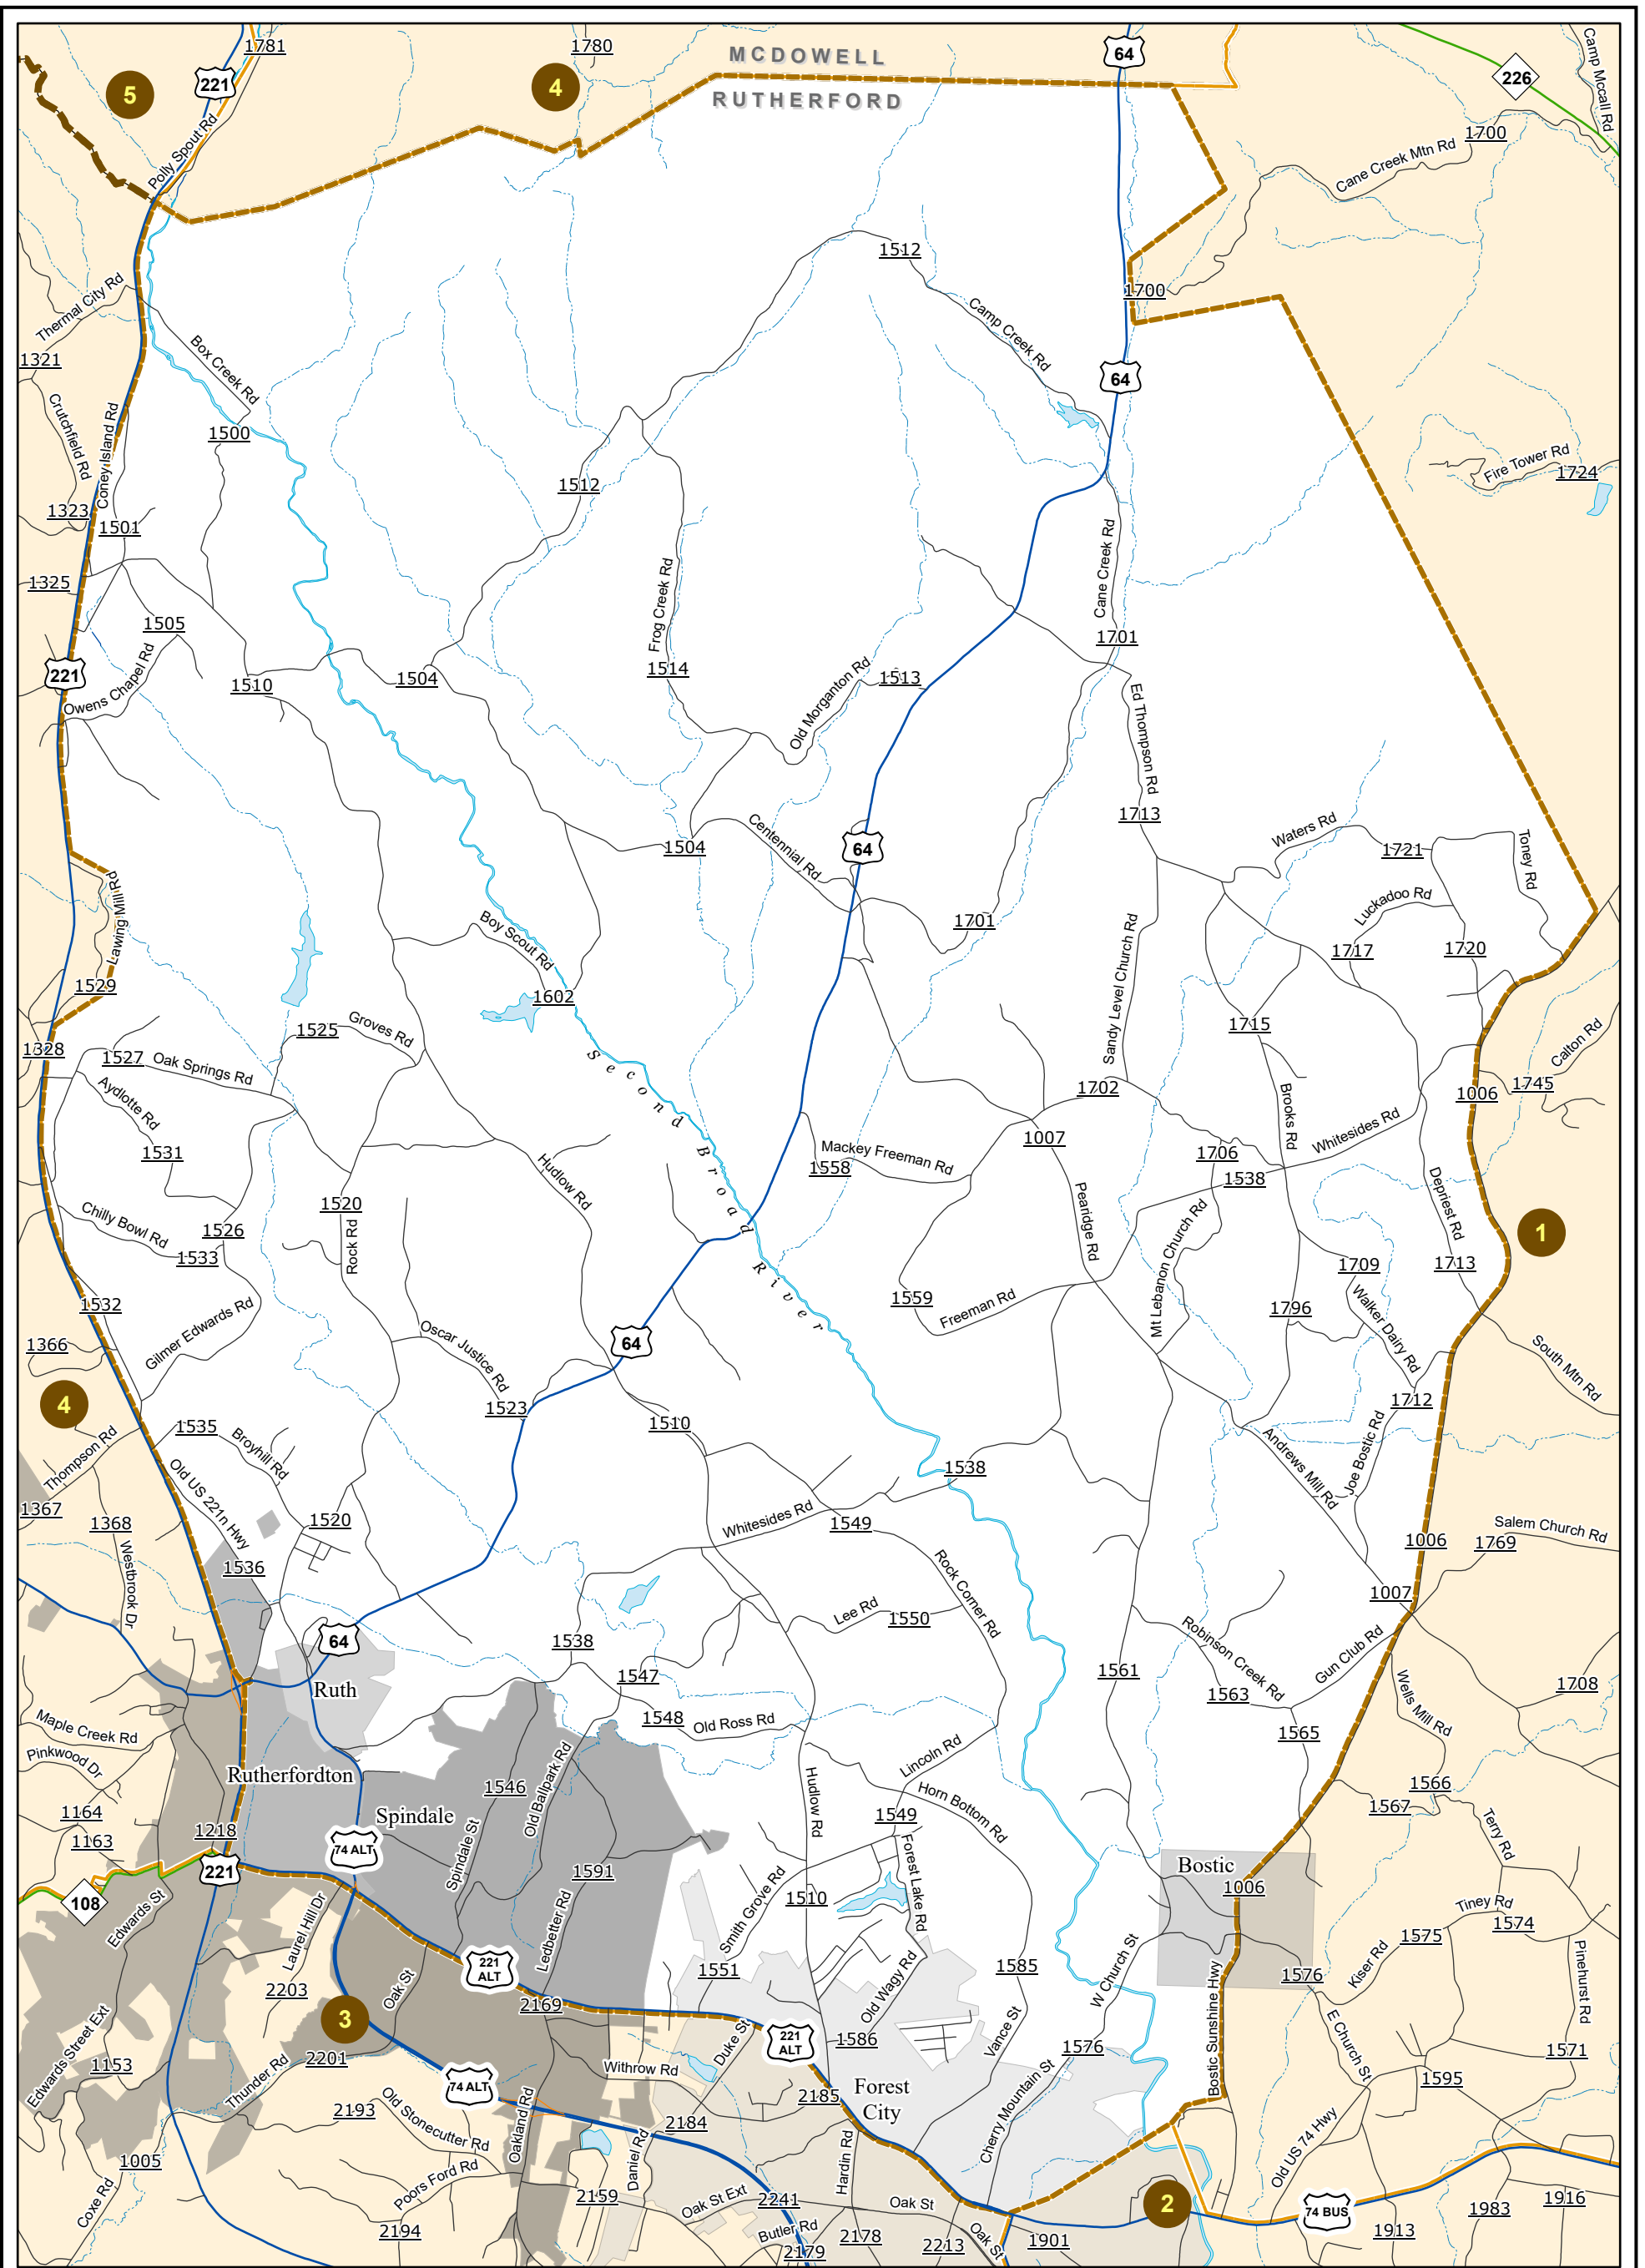 1781
1780
MCDOWELL
64
226
Camp Mccall Rd
221
5
4
RUTHERFORD
1700
Polly Spout Rd
Cane Creek Mtn Rd
1512
Thermal City Rd
1700
1321
Box Creek Rd
Camp Creek Rd
64
Crutchfield Rd
Coney Island Rd
1500
Fire Tower Rd
1724
1323
1501
1512
Cane Creek Rd
1325
Frog Creek Rd
1505
1701
221
Owens Chapel Rd
1510
1504
1514
Old Morganton Rd
1513
Ed Thompson Rd
1713
Waters Rd
1721
Toney Rd
1504
Centennial Rd
64
Lawing Mill Rd
Boy Scout Rd
Luckadoo Rd
1701
Sandy Level Church Rd
1717
1720
1529
1602
1715
1328
1525
Groves Rd
1527
Oak Springs Rd
Calton Rd
Aydlotte Rd
1702
1006
1745
Second Broad River
Brooks Rd
Whitesides Rd
1531
Mackey Freeman Rd
1558
1007
1706
1538
Hudlow Rd
Pearidge Rd
Depriest Rd
Chilly Bowl Rd
1526
1520
Rock Rd
1533
Mt Lebanon Church Rd
1
1709
1713
1532
1559
Freeman Rd
1796
Walker Dairy Rd
1366
Gilmer Edwards Rd
Oscar Justice Rd
64
South Mtn Rd
4
1523
1510
1712
1535
Broyhill Rd
Thompson Rd
Old US 221n Hwy
1538
Andrews Mill Rd
Joe Bostic Rd
1367
1368
1520
Whitesides Rd
1549
Salem Church Rd
Westbrook Dr
1536
Rock Corner Rd
1006
1769
1007
Lee Rd
1550
64
1538
Robinson Creek Rd
Gun Club Rd
Ruth
1547
1561
1563
Wells Mill Rd
1708
Maple Creek Rd
1548
Old Ross Rd
1565
Pinkwood Dr
Rutherfordton
1546
Old Ballpark Rd
Lincoln Rd
Horn Bottom Rd
1566
1164
Spindale
Hudlow Rd
1549
1567
1163
1218
74 ALT
Spindale St
Terry Rd
221
1591
Forest Lake Rd
Bostic
1006
108
Edwards St
Smith Grove Rd
1510
Tiney Rd
1574
Laurel Hill Dr
Ledbetter Rd
1575
221 ALT
1551
Old Wagy Rd
1585
W Church St
1576
Kiser Rd
Pinehurst Rd
2203
Oak St
2169
Bostic Sunshine Hwy
3
Duke St
221 ALT
1586
Vance St
1576
E Church St
1571
Edwards Street Ext
1153
2201
Withrow Rd
Cherry Mountain St
1595
Thunder Rd
74 ALT
2185
Forest City
2193
Old Stonecutter Rd
Oakland Rd
2184
Old US 74 Hwy
1005
Daniel Rd
Hardin Rd
Coxe Rd
Poors Ford Rd
2159
Oak St Ext
2241
Oak St
2
74 BUS
1983
1916
2194
Butler Rd
2179
2178
2213
Oak St
1901
1913